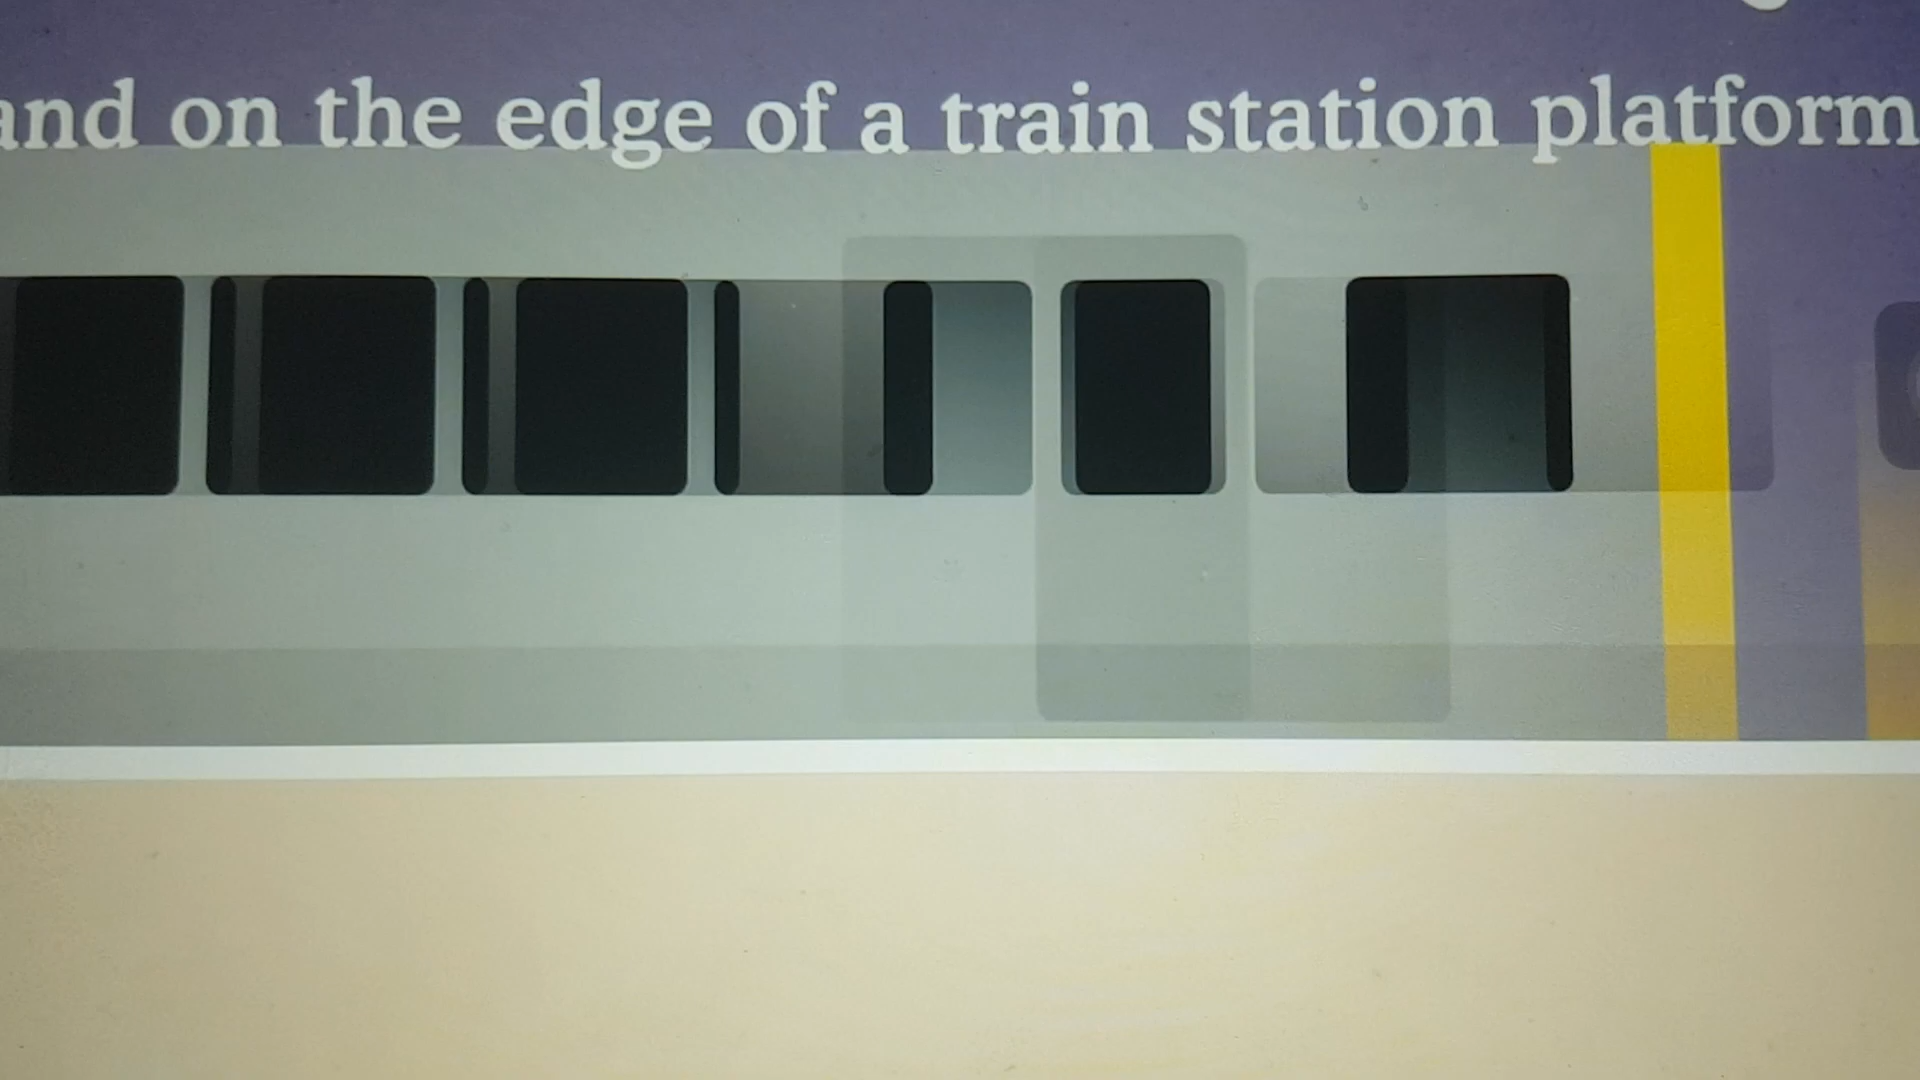 and on the edge of a train station platform